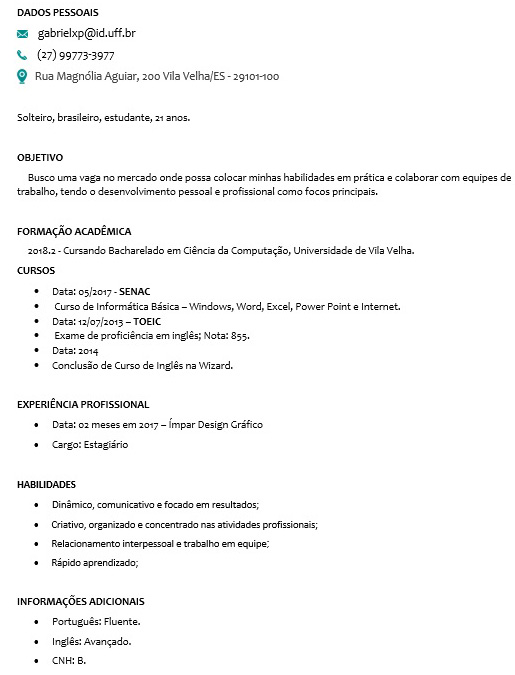 DADOS PESSOAIS
gabrielxp@id.uff.br
(27) 99773-3977
Rua Magnólia Aguiar, 200 Vila Velha/ES - 29101-100
Solteiro, brasileiro, estudante, 21 anos.
OBJETIVO
Busco uma vaga no mercado onde possa colocar minhas habilidades em prática e colaborar com equipes de
trabalho, tendo o desenvolvimento pessoal e profissional como focos principais.
FORMAÇÃO ACADÊMICA
2018.2 - Cursando Bacharelado em Ciência da Computação, Universidade de Vila Velha.
CURSOS
• Data: 05/2017 - SENAC
• Curso de Informática Básica – Windows, Word, Excel, Power Point e Internet.
• Data: 12/07/2013 – TOEIC
• Exame de proficiência em inglês; Nota: 855.
• Data: 2014
• Conclusão de Curso de Inglês na Wizard.
EXPERIÊNCIA PROFISSIONAL
• Data: 02 meses em 2017 – Ímpar Design Gráfico
• Cargo: Estagiário
HABILIDADES
• Dinâmico, comunicativo e focado em resultados;
• Criativo, organizado e concentrado nas atividades profissionais;
• Relacionamento interpessoal e trabalho em equipe;
• Rápido aprendizado;
INFORMAÇÕES ADICIONAIS
• Português: Fluente.
• Inglês: Avançado.
• CNH: B.